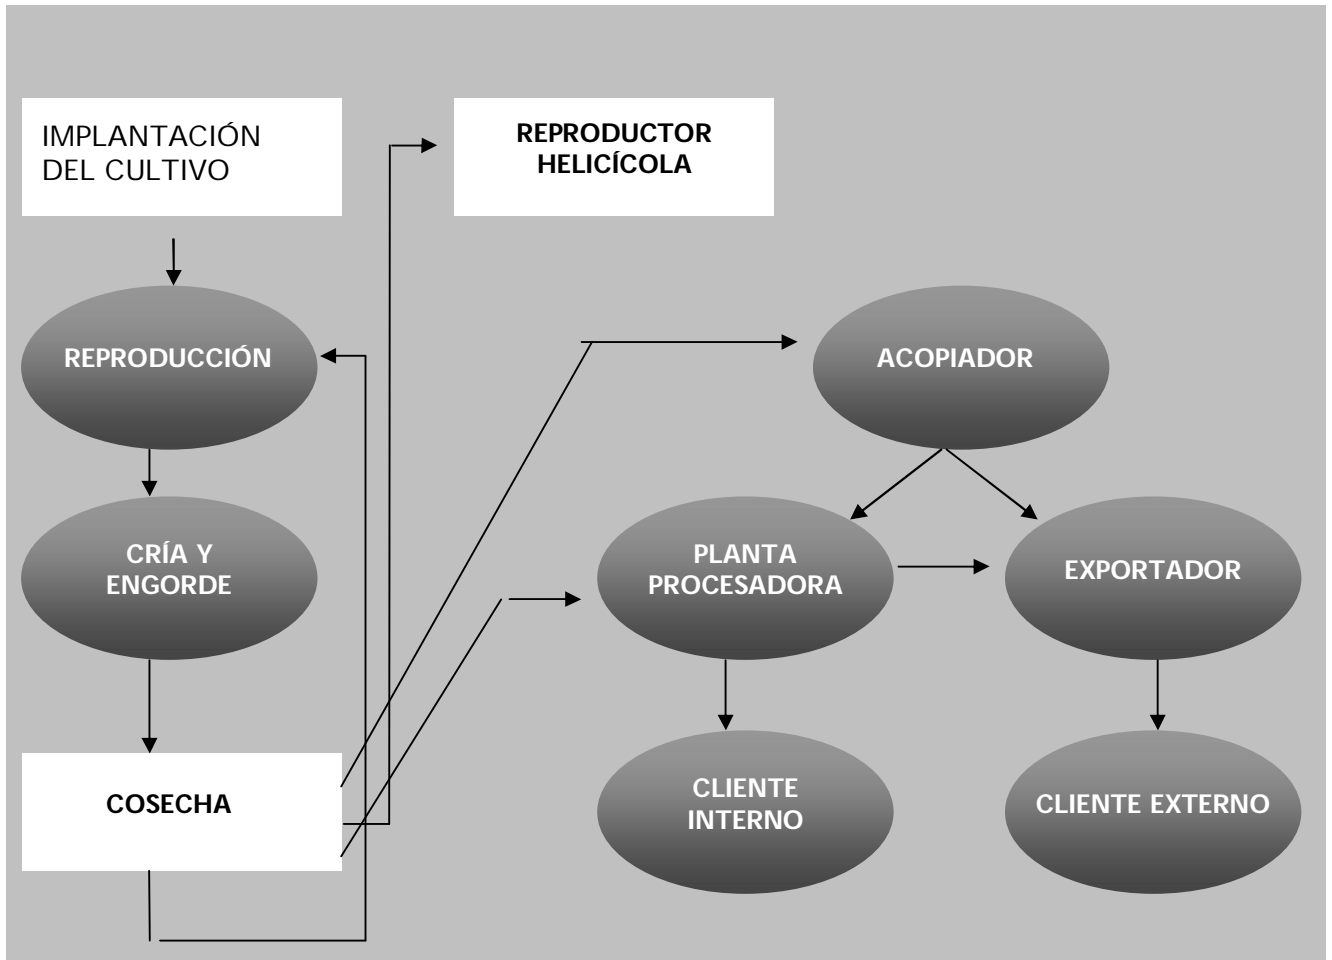 IMPLANTACIÓN
DEL CULTIVO
REPRODUCTOR
HELICÍCOLA
REPRODUCCIÓN
ACOPIADOR
CRÍA Y
ENGORDE
PLANTA
PROCESADORA
EXPORTADOR
COSECHA
CLIENTE
INTERNO
CLIENTE EXTERNO